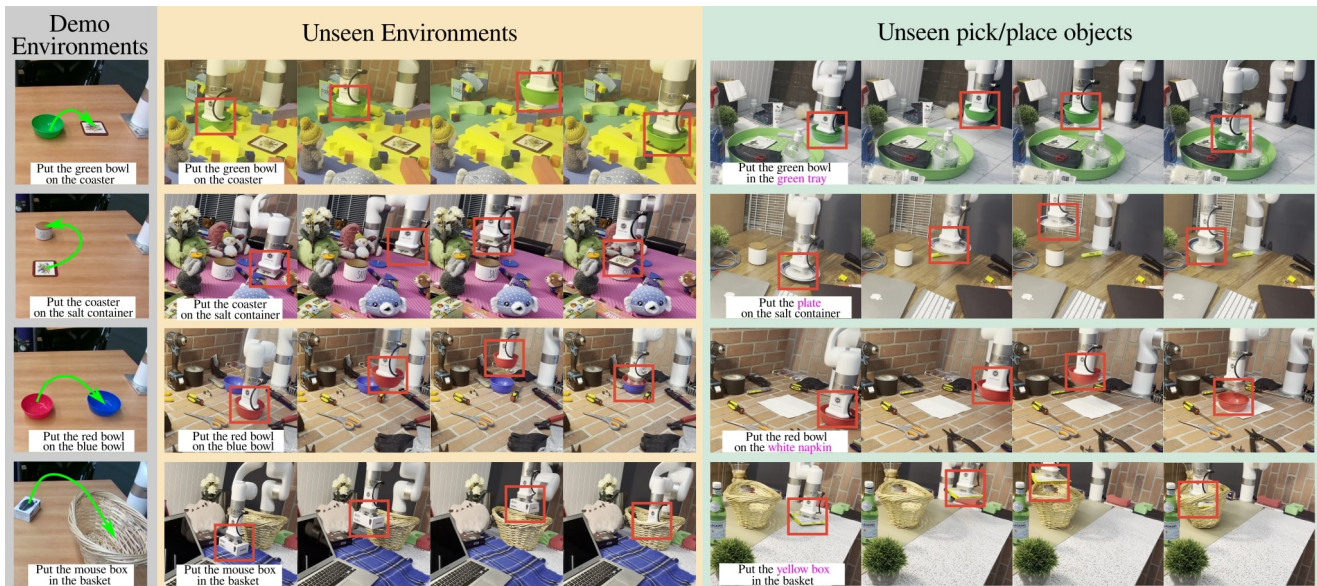 Demo
Environments
Unseen Environments
Unseen pick/place objects
Put the green bowl
on the coaster
Put the green bowl
on the coaster
Put the green bowl
in the green tray
Put the coaster
on the salt container
Put the coaster
on the salt container
Put the plate
on the salt container
Put the red bowl
on the blue bowl
Put the red bowl
on the blue bowl
Put the red bowl
on the white napkin
Put the mouse box
in the basket
Put the mouse box
in the basket
Put the yellow box
in the basket